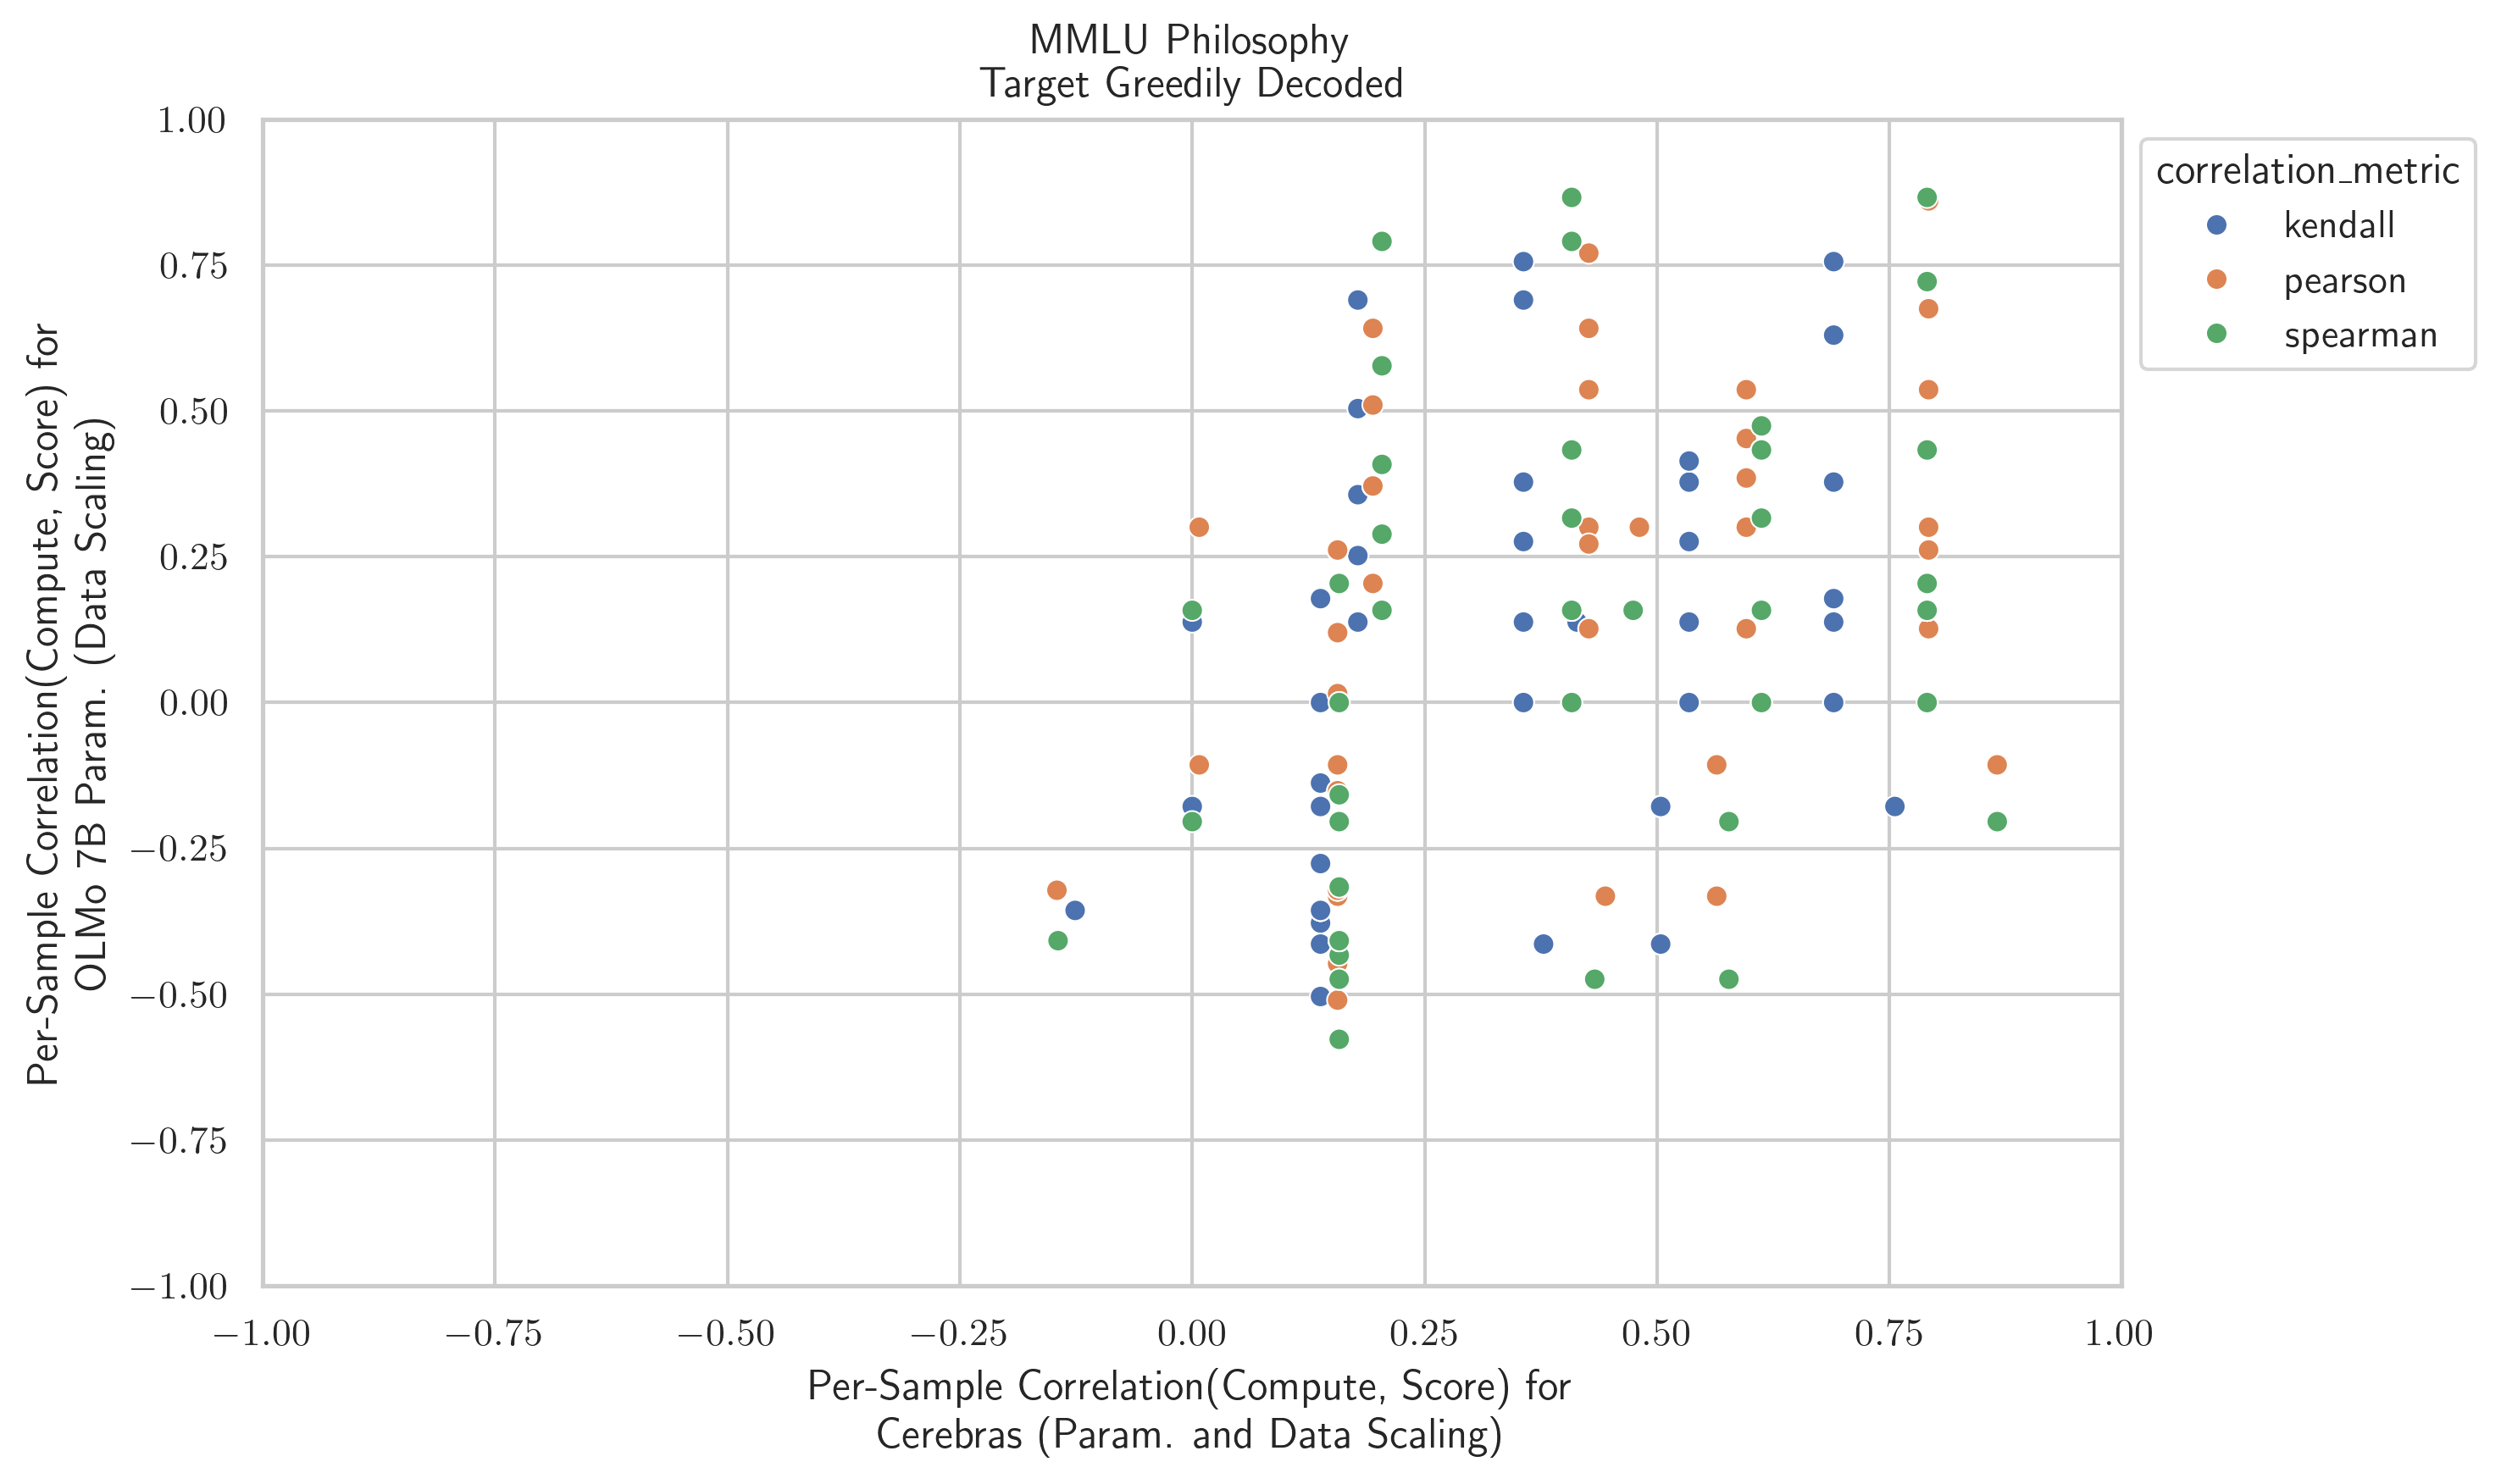 MMLU Philosophy
Target Greedily Decoded
Per-Sample Correlation(Compute, Score) for
OLMo 7B Param. (Data Scaling)
1.00
0.75
0.50
0.25
0.00
−0.25
−0.50
−0.75
−1.00
−1.00 −0.75 −0.50 −0.25 0.00 0.25 0.50 0.75 1.00
Per-Sample Correlation(Compute, Score) for
Cerebras (Param. and Data Scaling)
correlation_metric
kendall
pearson
spearman